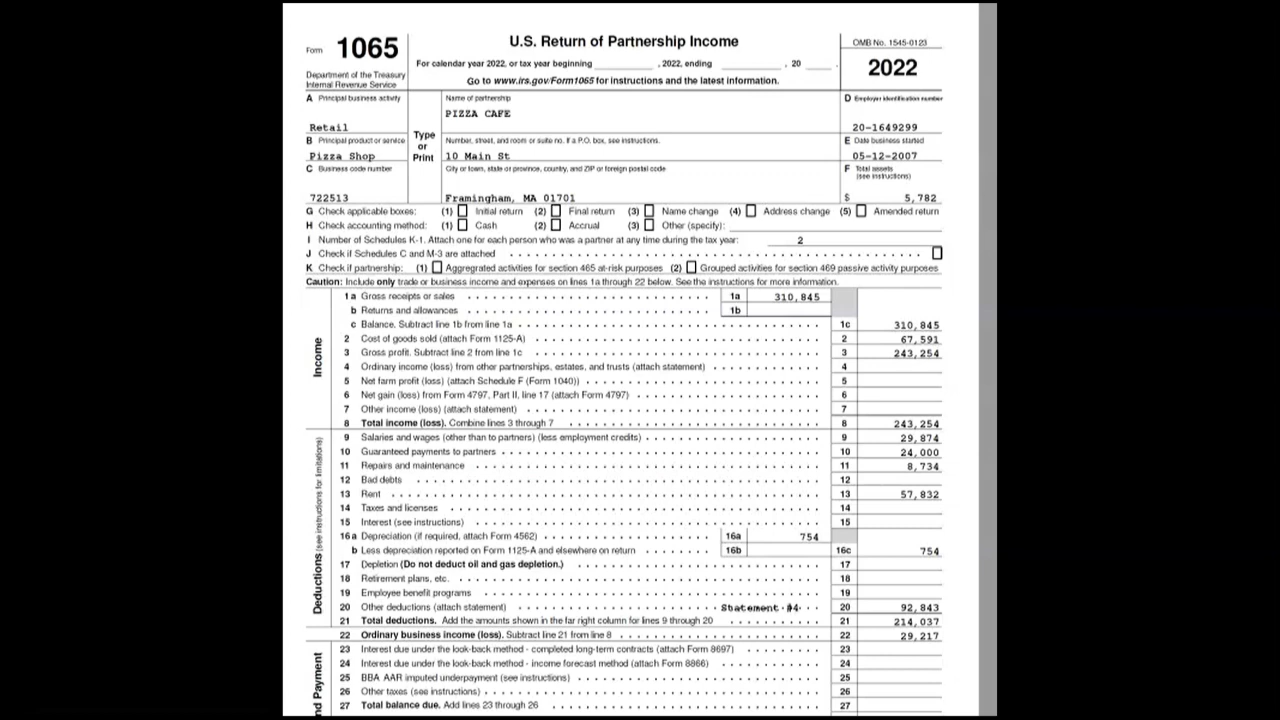 Form 1065
Department of the Treasury
Internal Revenue Service
U.S. Return of Partnership Income
For calendar year 2022, or tax year beginning , 2022, ending , 20 .
Go to www.irs.gov/Form1065 for instructions and the latest information.
OMB No. 1545-0123
2022
A Principal business activity
Retail
B Principal product or service
Pizza Shop
C Business code number
722513
Type
or
Print
Name of partnership
PIZZA CAFE
Number, street, and room or suite no. If a P.O. box, see instructions.
10 Main St
City or town, state or province, country, and ZIP or foreign postal code
Framingham, MA 01701
D Employer identification number
20-1649299
E Date business started
05-12-2007
F Total assets
(see instructions)
$ 5,782
G Check applicable boxes: (1) Initial return (2) Final return (3) Name change (4) Address change (5) Amended return
H Check accounting method: (1) Cash (2) Accrual (3) Other (specify):
I Number of Schedules K-1. Attach one for each person who was a partner at any time during the tax year: 2
J Check if Schedules C and M-3 are attached
K Check if partnership: (1) Aggregrated activities for section 465 at-risk purposes (2) Grouped activities for section 469 passive activity purposes
Caution: Include only trade or business income and expenses on lines 1a through 22 below. See the instructions for more information.
Income
1a Gross receipts or sales 1a 310,845
b Returns and allowances 1b
c Balance. Subtract line 1b from line 1a 1c 310,845
2 Cost of goods sold (attach Form 1125-A) 2 67,591
3 Gross profit. Subtract line 2 from line 1c 3 243,254
4 Ordinary income (loss) from other partnerships, estates, and trusts (attach statement) 4
5 Net farm profit (loss) (attach Schedule F (Form 1040)) 5
6 Net gain (loss) from Form 4797, Part II, line 17 (attach Form 4797) 6
7 Other income (loss) (attach statement) 7
8 Total income (loss). Combine lines 3 through 7 8 243,254
Deductions (see instructions for limitations)
9 Salaries and wages (other than to partners) (less employment credits) 9 29,874
10 Guaranteed payments to partners 10 24,000
11 Repairs and maintenance 11 8,734
12 Bad debts 12
13 Rent 13 57,832
14 Taxes and licenses 14
15 Interest (see instructions) 15
16a Depreciation (if required, attach Form 4562) 16a 754
b Less depreciation reported on Form 1125-A and elsewhere on return 16b 16c 754
17 Depletion (Do not deduct oil and gas depletion.) 17
18 Retirement plans, etc. 18
19 Employee benefit programs 19
20 Other deductions (attach statement) Statement #4 20 92,843
21 Total deductions. Add the amounts shown in the far right column for lines 9 through 20 21 214,037
22 Ordinary business income (loss). Subtract line 21 from line 8 22 29,217
nd Payment
23 Interest due under the look-back method - completed long-term contracts (attach Form 8697) 23
24 Interest due under the look-back method - income forecast method (attach Form 8866) 24
25 BBA AAR imputed underpayment (see instructions) 25
26 Other taxes (see instructions) 26
27 Total balance due. Add lines 23 through 26 27